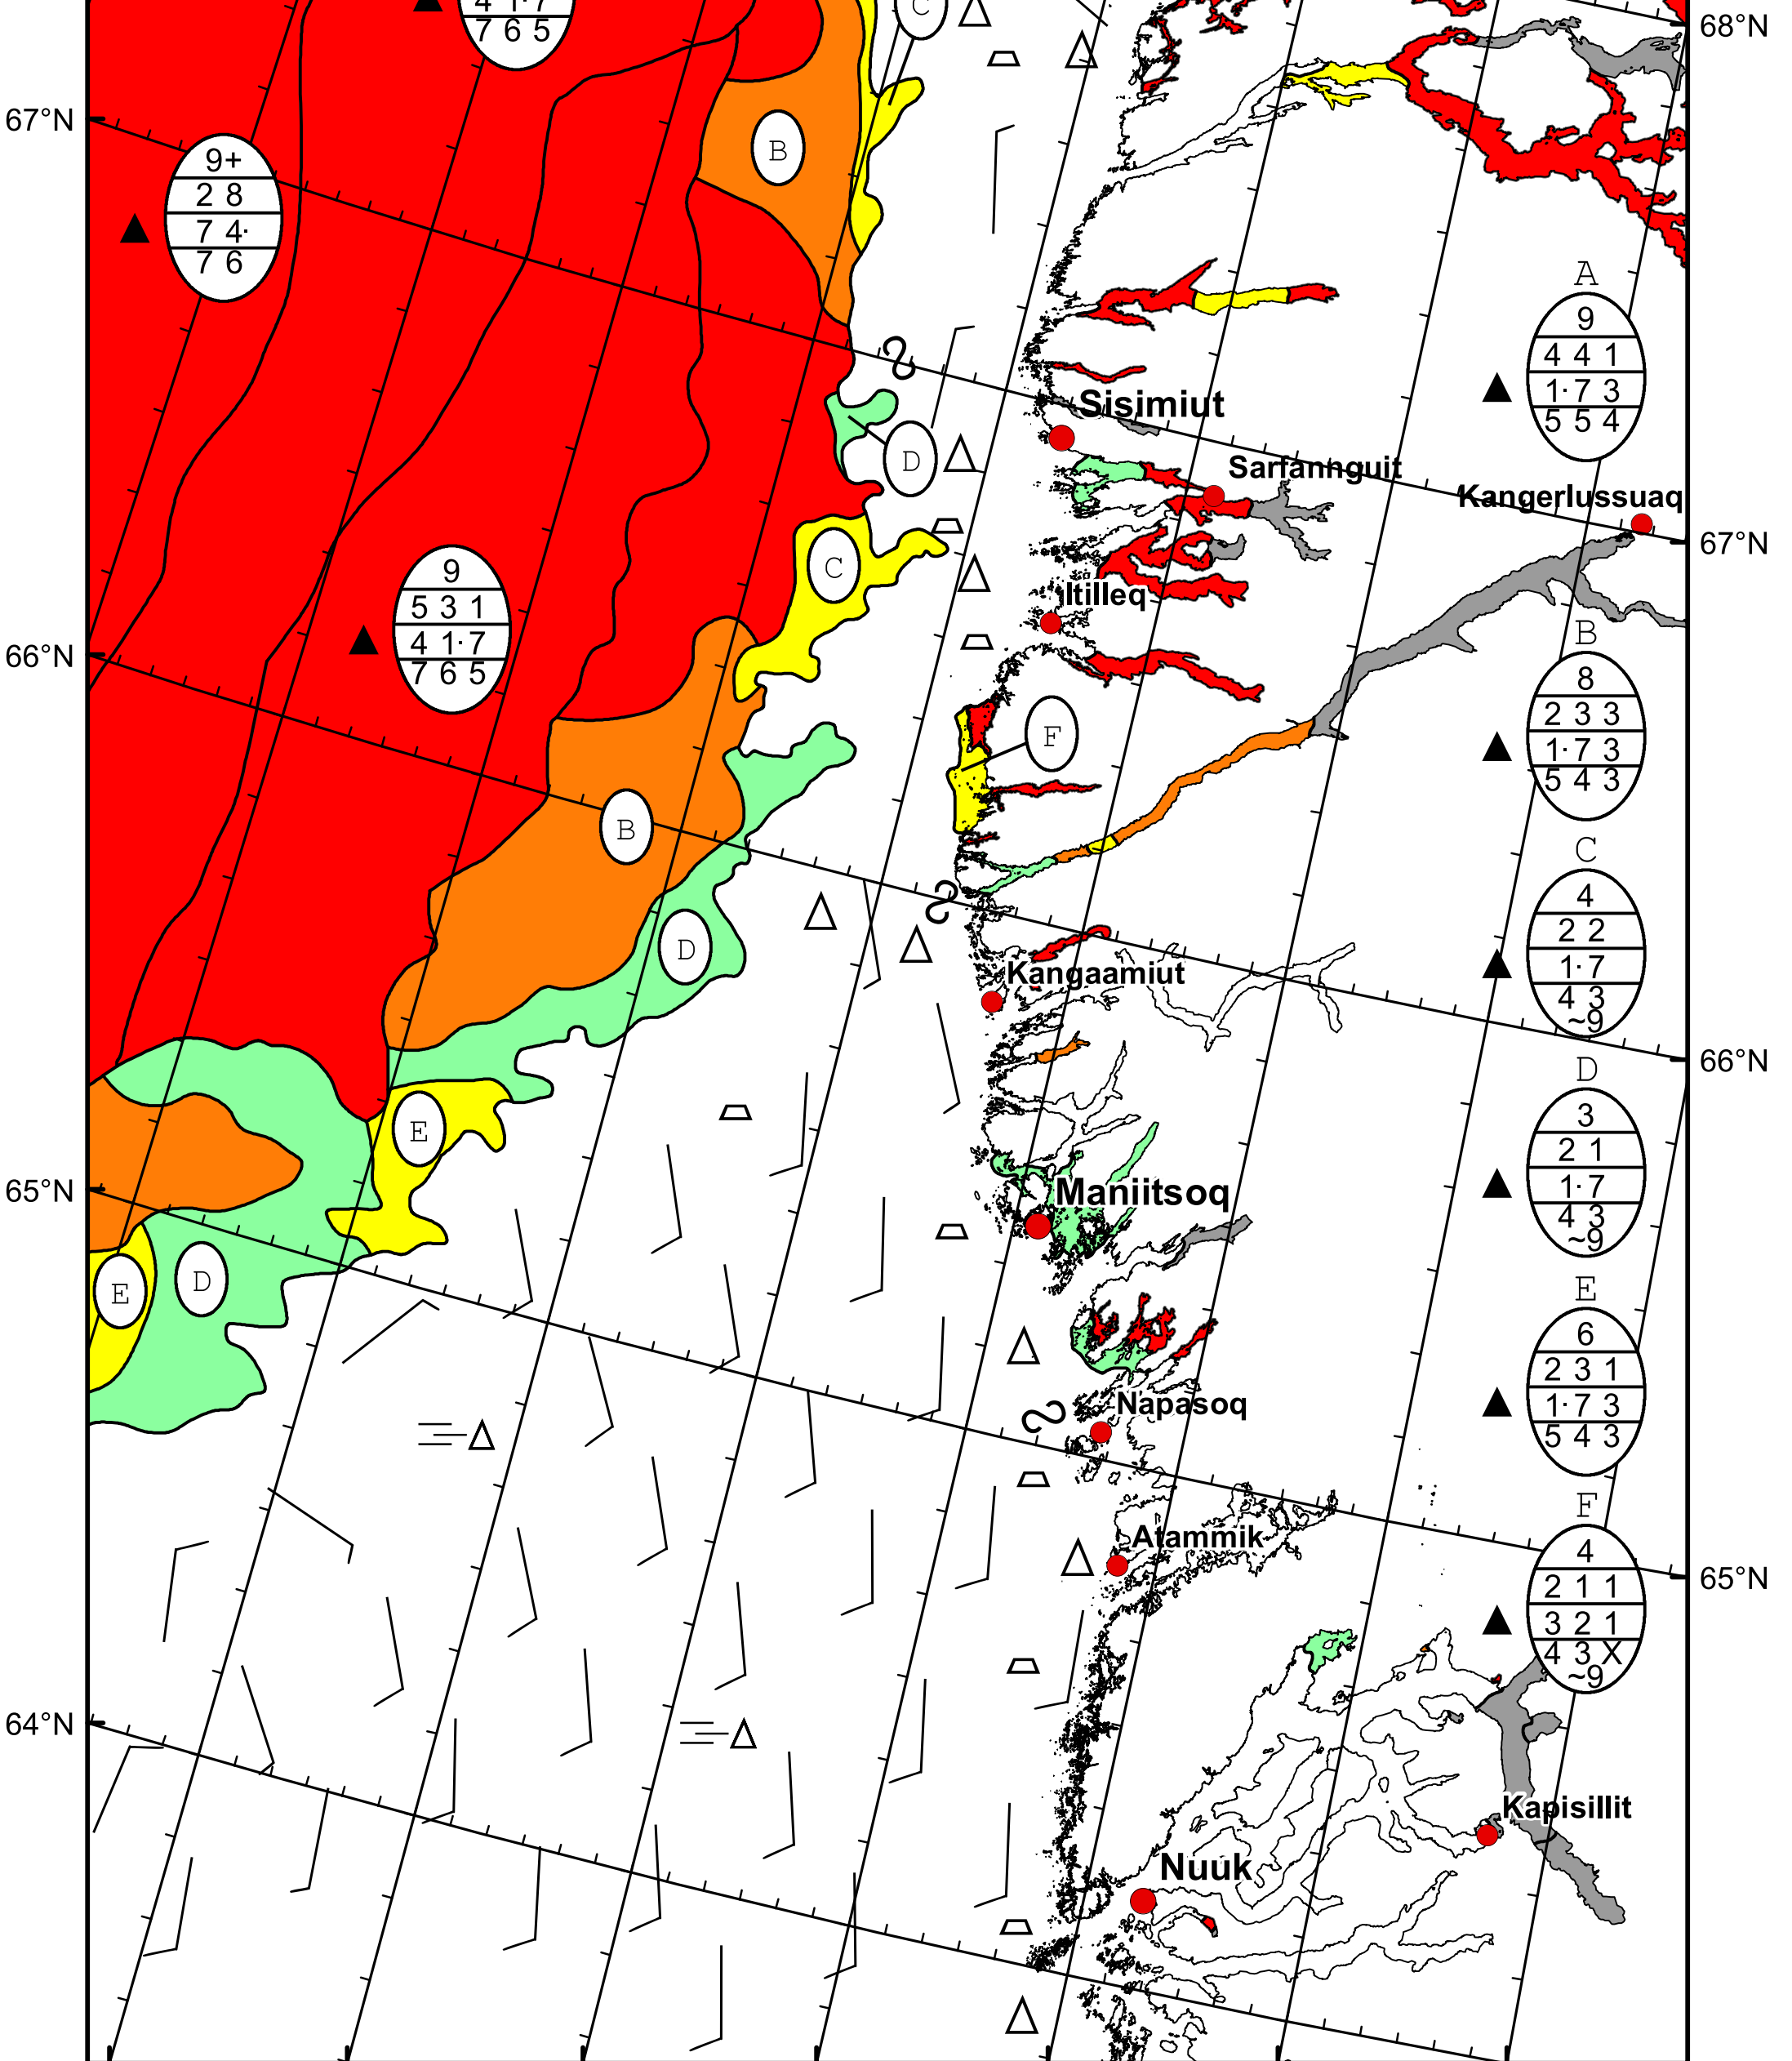 C
4 1·7
7 6 5
68°N
67°N
B
9+
2 8
7 4·
7 6
A
9
4 4 1
1·7 3
5 5 4
Sisimiut
D
Sarfannguit
Kangerlussuaq
67°N
C
9
5 3 1
4 1·7
7 6 5
Itilleq
66°N
B
8
2 3 3
1·7 3
5 4 3
F
B
C
4
2 2
1·7
4 3
~9
D
Kangaamiut
66°N
D
3
2 1
1·7
4 3
~9
E
65°N
Maniitsoq
E
D
E
6
2 3 1
1·7 3
5 4 3
Napasoq
F
4
2 1 1
3 2 1
4 3 X
~9
Atammik
65°N
64°N
Kapisillit
Nuuk